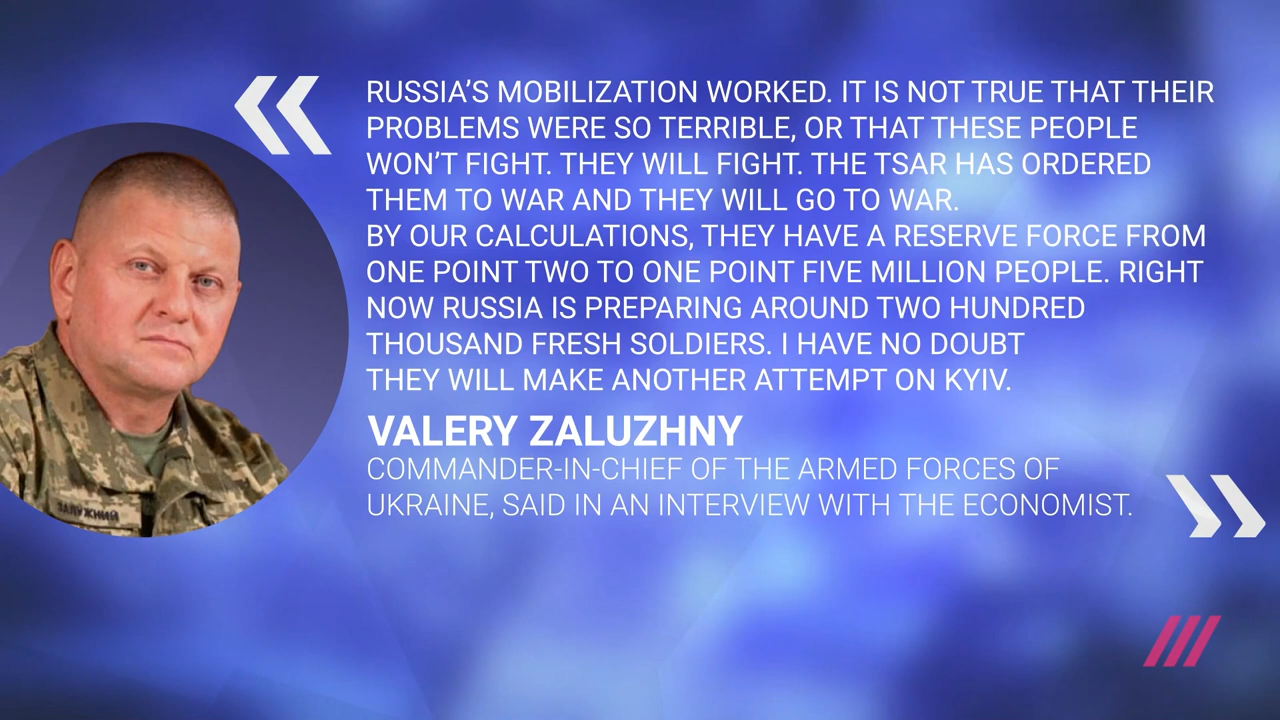 RUSSIA’S MOBILIZATION WORKED. IT IS NOT TRUE THAT THEIR
PROBLEMS WERE SO TERRIBLE, OR THAT THESE PEOPLE
WON’T FIGHT. THEY WILL FIGHT. THE TSAR HAS ORDERED
THEM TO WAR AND THEY WILL GO TO WAR.
BY OUR CALCULATIONS, THEY HAVE A RESERVE FORCE FROM
ONE POINT TWO TO ONE POINT FIVE MILLION PEOPLE. RIGHT
NOW RUSSIA IS PREPARING AROUND TWO HUNDRED
THOUSAND FRESH SOLDIERS. I HAVE NO DOUBT
THEY WILL MAKE ANOTHER ATTEMPT ON KYIV.
VALERY ZALUZHNY
COMMANDER-IN-CHIEF OF THE ARMED FORCES OF
UKRAINE, SAID IN AN INTERVIEW WITH THE ECONOMIST.
ЗАЛУЖНИЙ